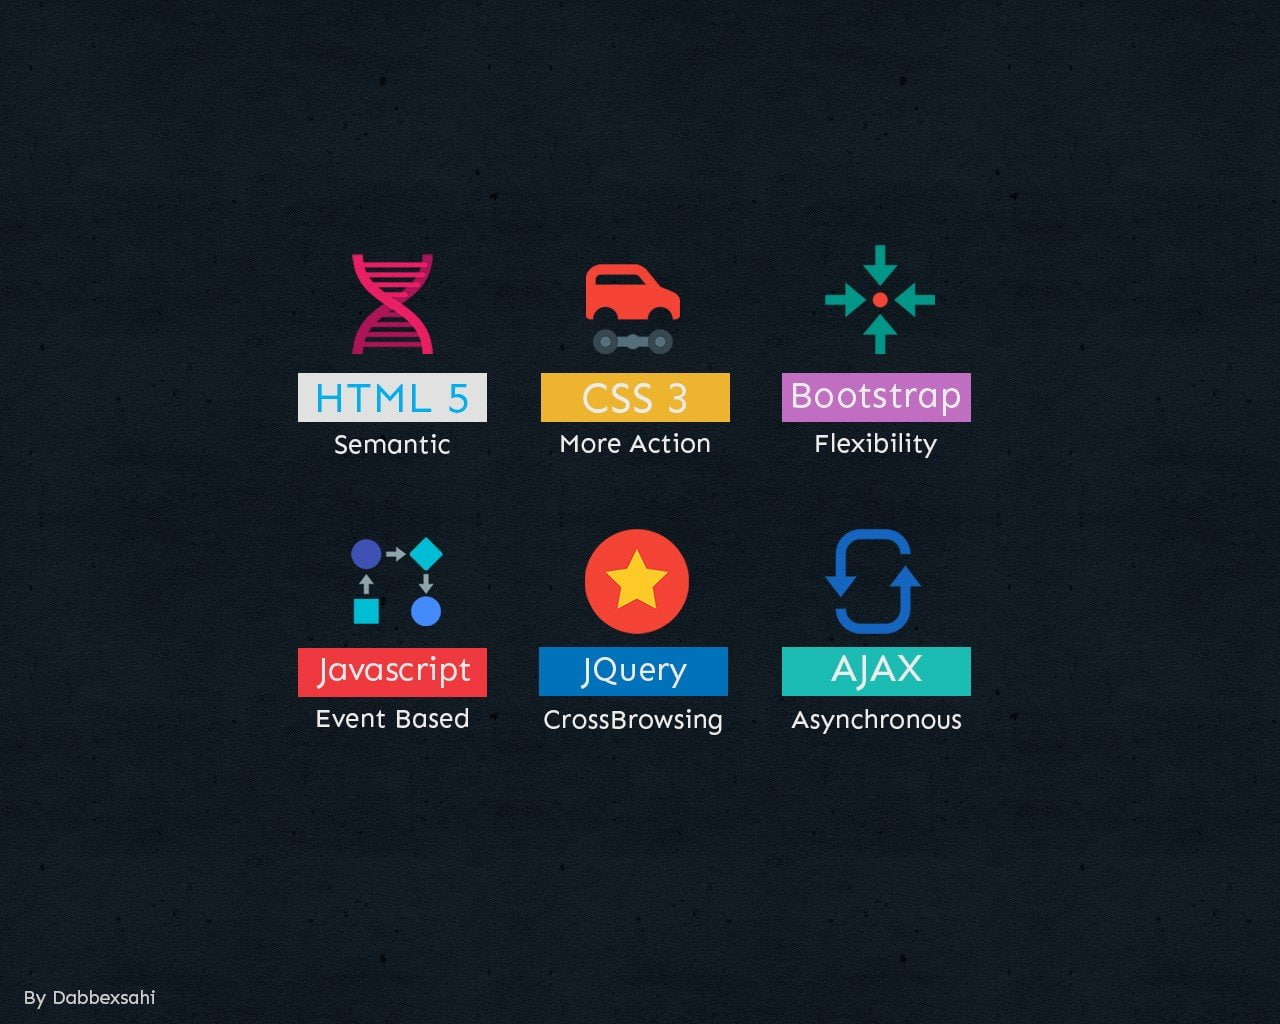 HTML 5
CSS 3
Bootstrap
Semantic
More Action
Flexibility
Javascript
JQuery
AJAX
Event Based
CrossBrowsing
Asynchronous
By Dabbexsahi